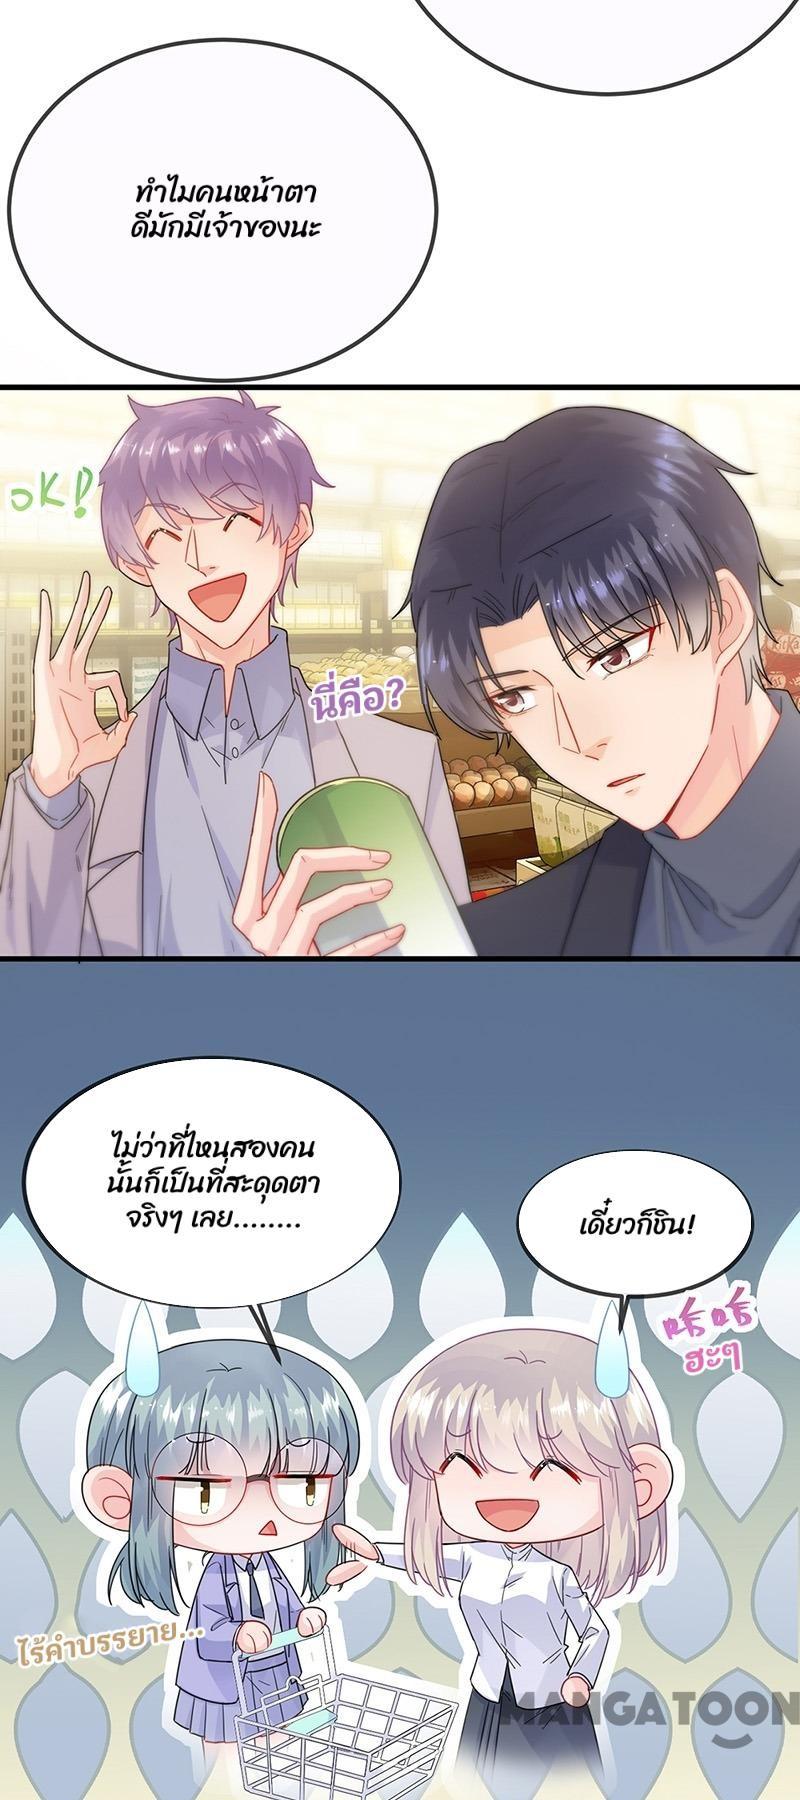 ทำไมคนหน้าตา
ดีมักมีเจ้าของนะ
OK!
นี่คือ?
ไม่ว่าที่ไหนสองคน
นั้นก็เป็นที่สะดุดตา
จริงๆ เลย........
เดี๋ยวก็ชิน!
哈哈
ฮะๆ
ไร้คำบรรยาย...
MANGATOON